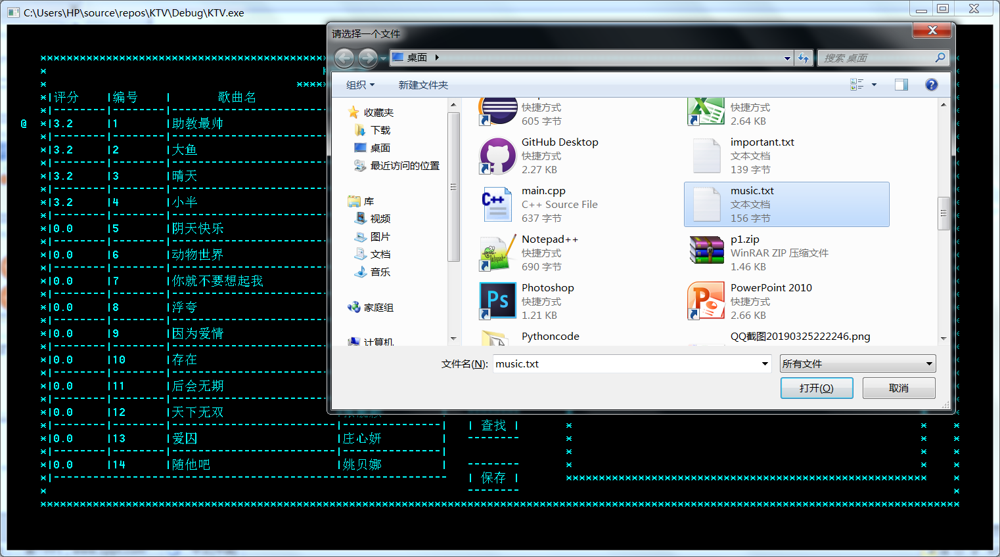 C:\Users\HP\source\repos\KTV\Debug\KTV.exe
评分 编号 歌曲名
@ 3.2 1 助教最帅
3.2 2 大鱼
3.2 3 晴天
3.2 4 小半
0.0 5 阴天快乐
0.0 6 动物世界
0.0 7 你就不要想起我
0.0 8 浮夸
0.0 9 因为爱情
0.0 10 存在
0.0 11 后会无期
0.0 12 天下无双
0.0 13 爱囚 庄心妍
0.0 14 随他吧 姚贝娜
查找
保存
请选择一个文件
桌面
搜索 桌面
组织
新建文件夹
收藏夹
下载
桌面
最近访问的位置
库
视频
图片
文档
音乐
家庭组
计算机
快捷方式
605 字节
快捷方式
2.64 KB
GitHub Desktop
快捷方式
2.27 KB
important.txt
文本文档
139 字节
main.cpp
C++ Source File
637 字节
music.txt
文本文档
156 字节
Notepad++
快捷方式
690 字节
p1.zip
WinRAR ZIP 压缩文件
1.46 KB
Photoshop
快捷方式
1.21 KB
PowerPoint 2010
快捷方式
2.66 KB
Pythoncode
QQ截图20190325222246.png
文件名(N): music.txt
所有文件
打开(O)
取消